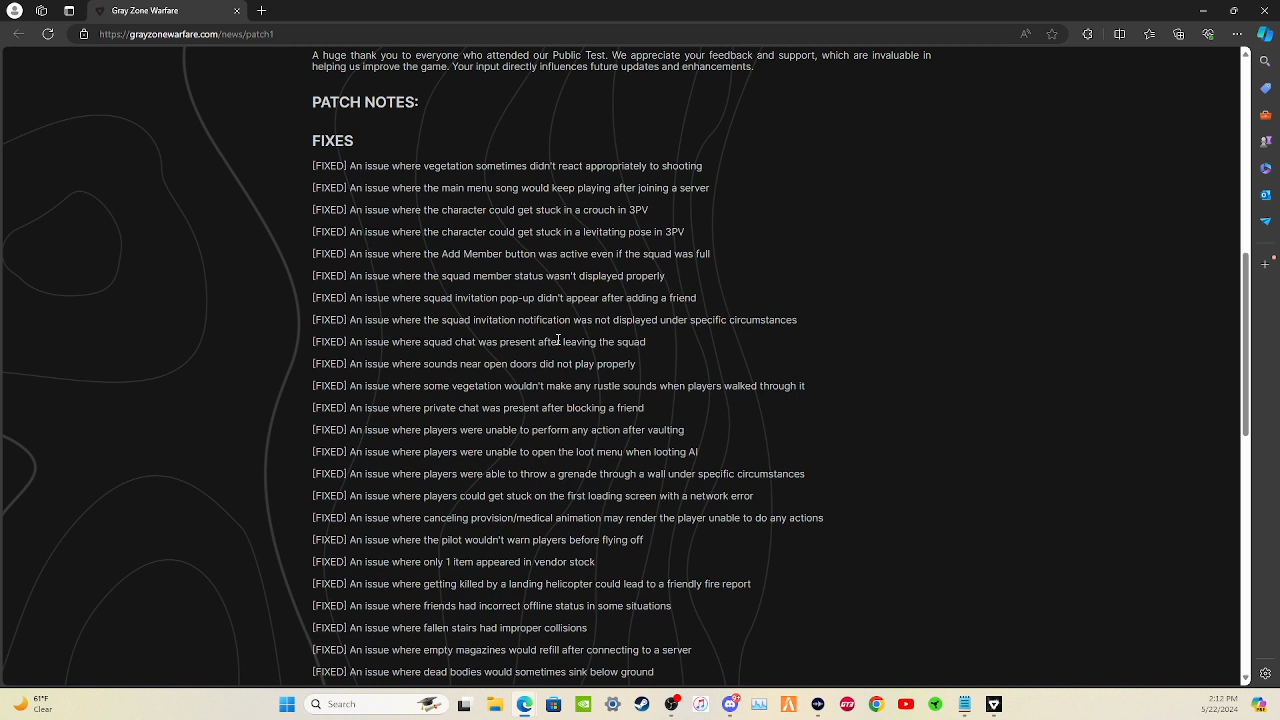 Gray Zone Warfare
https://grayzonewarfare.com/news/patch1
A huge thank you to everyone who attended our Public Test. We appreciate your feedback and support, which are invaluable in
helping us improve the game. Your input directly influences future updates and enhancements.
PATCH NOTES:
FIXES
[FIXED] An issue where vegetation sometimes didn't react appropriately to shooting
[FIXED] An issue where the main menu song would keep playing after joining a server
[FIXED] An issue where the character could get stuck in a crouch in 3PV
[FIXED] An issue where the character could get stuck in a levitating pose in 3PV
[FIXED] An issue where the Add Member button was active even if the squad was full
[FIXED] An issue where the squad member status wasn't displayed properly
[FIXED] An issue where squad invitation pop-up didn't appear after adding a friend
[FIXED] An issue where the squad invitation notification was not displayed under specific circumstances
[FIXED] An issue where squad chat was present after leaving the squad
[FIXED] An issue where sounds near open doors did not play properly
[FIXED] An issue where some vegetation wouldn't make any rustle sounds when players walked through it
[FIXED] An issue where private chat was present after blocking a friend
[FIXED] An issue where players were unable to perform any action after vaulting
[FIXED] An issue where players were unable to open the loot menu when looting AI
[FIXED] An issue where players were able to throw a grenade through a wall under specific circumstances
[FIXED] An issue where players could get stuck on the first loading screen with a network error
[FIXED] An issue where canceling provision/medical animation may render the player unable to do any actions
[FIXED] An issue where the pilot wouldn't warn players before flying off
[FIXED] An issue where only 1 item appeared in vendor stock
[FIXED] An issue where getting killed by a landing helicopter could lead to a friendly fire report
[FIXED] An issue where friends had incorrect offline status in some situations
[FIXED] An issue where fallen stairs had improper collisions
[FIXED] An issue where empty magazines would refill after connecting to a server
[FIXED] An issue where dead bodies would sometimes sink below ground
61°F
Clear
Search
2:12 PM
5/22/2024